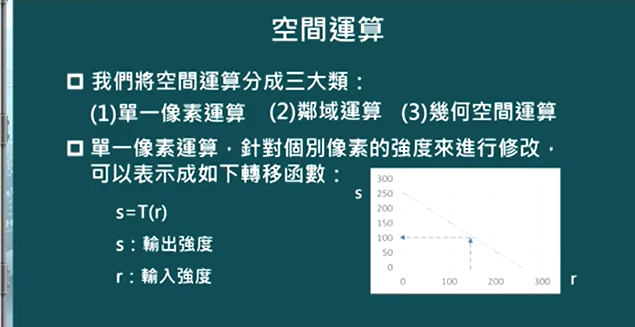 空間運算
我們將空間運算分成三大類：
(1)單一像素運算 (2)鄰域運算 (3)幾何空間運算
單一像素運算，針對個別像素的強度來進行修改，
可以表示成如下轉移函數：
s=T(r)
s：輸出強度
r：輸入強度
s
300
250
200
150
100
50
0
0 100 200 300
r